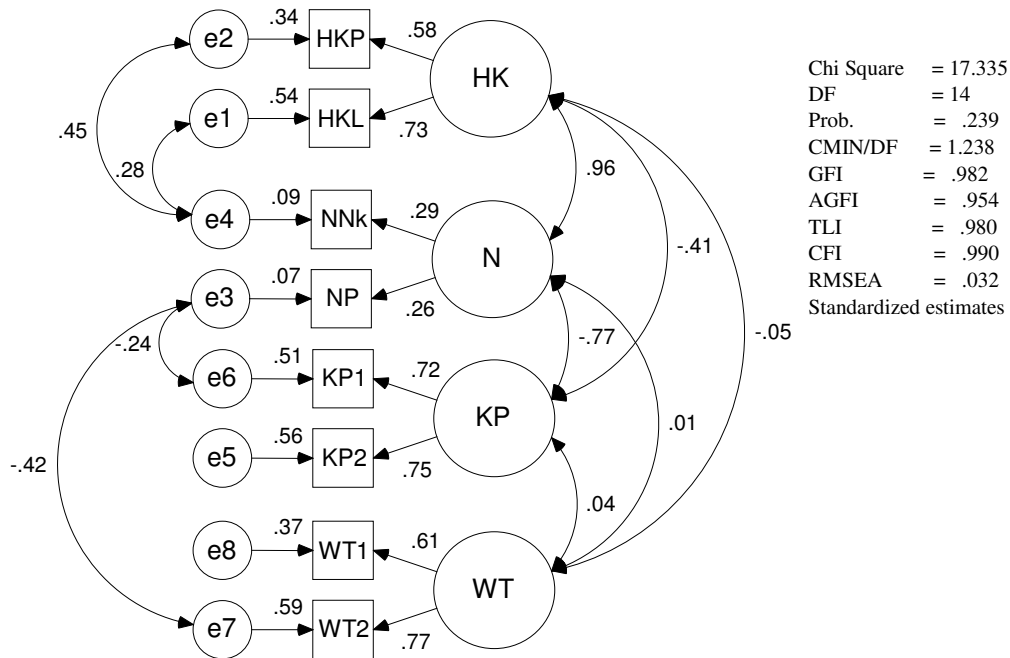 e2
.34
HKP
.58
HK
e1
.54
HKL
.73
.45
.28
.96
e4
.09
NNk
.29
N
-.41
e3
.07
NP
.26
-.24
-.77
-.05
e6
.51
KP1
.72
KP
.01
e5
.56
KP2
.75
-.42
.04
e8
.37
WT1
.61
WT
e7
.59
WT2
.77
Chi Square = 17.335
DF = 14
Prob. = .239
CMIN/DF = 1.238
GFI = .982
AGFI = .954
TLI = .980
CFI = .990
RMSEA = .032
Standardized estimates